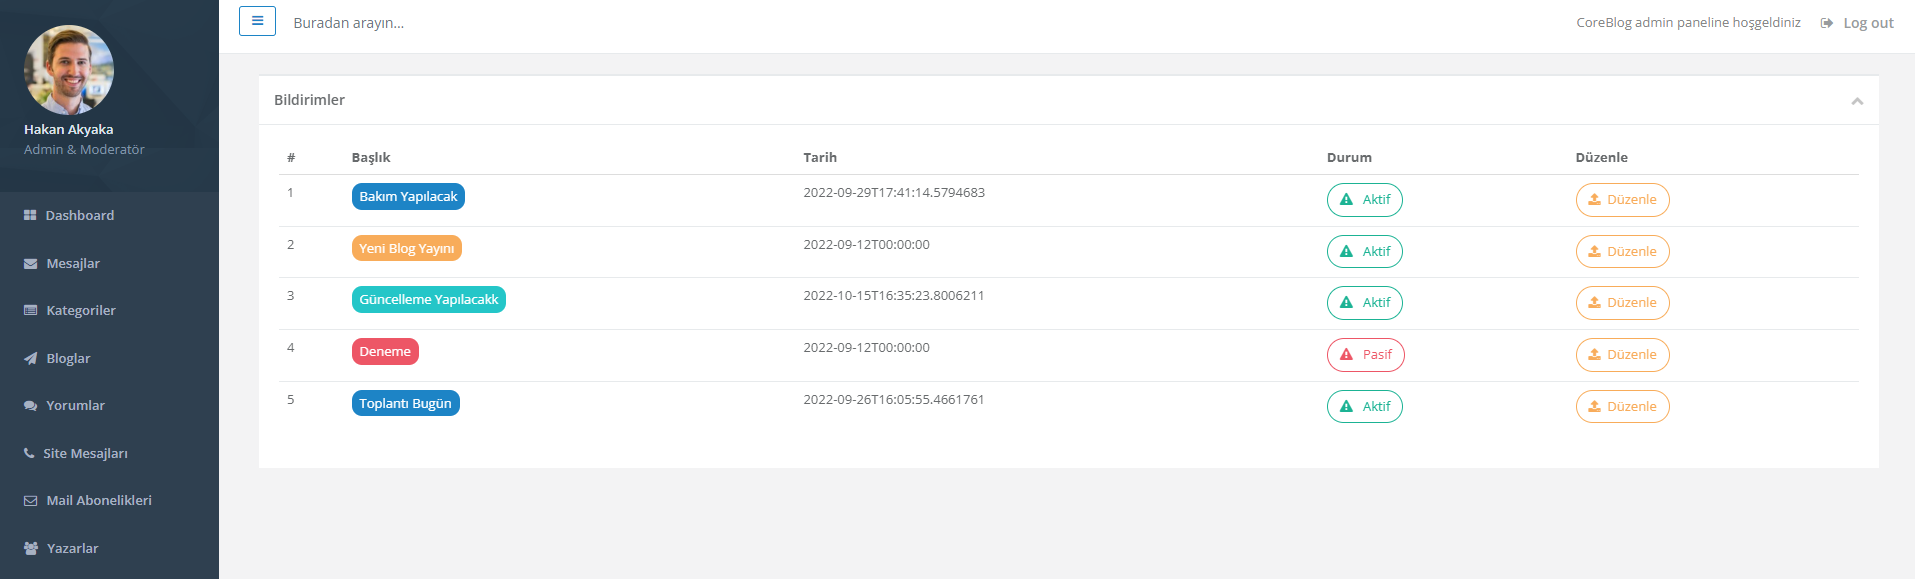 Buradan arayın...
CoreBlog admin paneline hoşgeldiniz Log out
Hakan Akyaka
Admin & Moderatör
Dashboard
Mesajlar
Kategoriler
Bloglar
Yorumlar
Site Mesajları
Mail Abonelikleri
Yazarlar
Bildirimler
# Başlık Tarih Durum Düzenle
1 Bakım Yapılacak 2022-09-29T17:41:14.5794683 Aktif Düzenle
2 Yeni Blog Yayını 2022-09-12T00:00:00 Aktif Düzenle
3 Güncelleme Yapılacakk 2022-10-15T16:35:23.8006211 Aktif Düzenle
4 Deneme 2022-09-12T00:00:00 Pasif Düzenle
5 Toplantı Bugün 2022-09-26T16:05:55.4661761 Aktif Düzenle